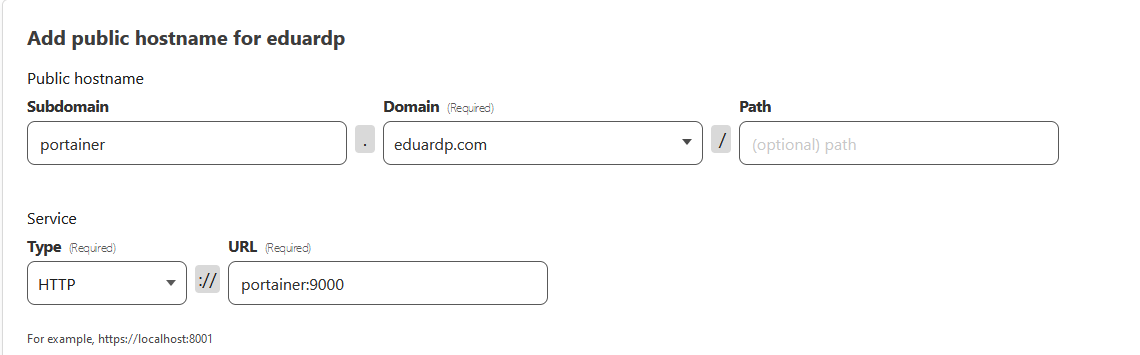 Add public hostname for eduardp
Public hostname
Subdomain Domain (Required) Path
portainer . eduardp.com / (optional) path
Service
Type (Required) URL (Required)
HTTP :// portainer:9000
For example, https://localhost:8001